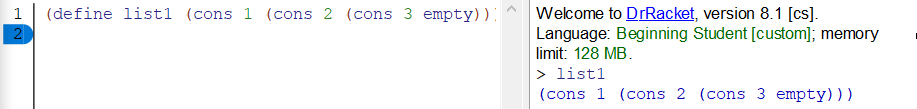 1 (define list1 (cons 1 (cons 2 (cons 3 empty)))
2
Welcome to DrRacket, version 8.1 [cs].
Language: Beginning Student [custom]; memory
limit: 128 MB.
> list1
(cons 1 (cons 2 (cons 3 empty)))